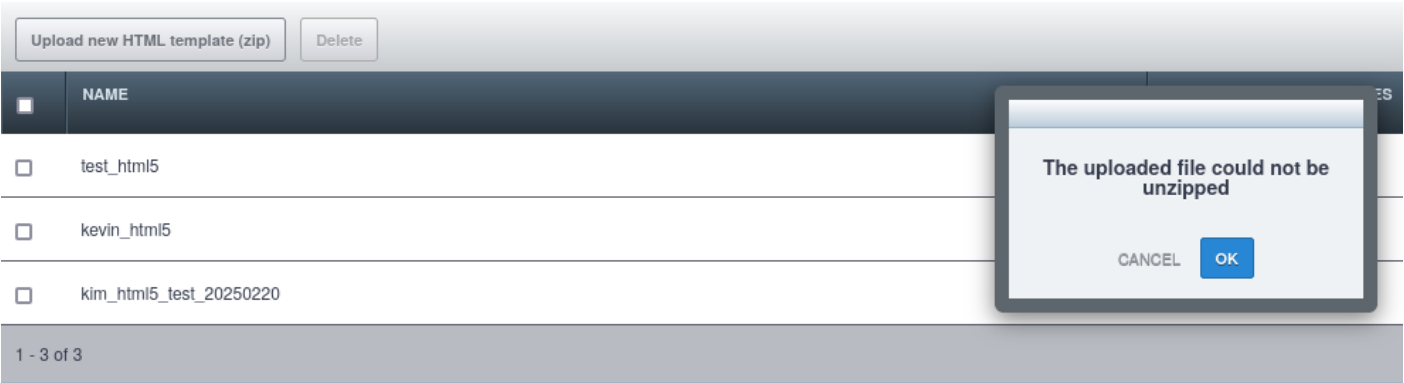 Upload new HTML template (zip) Delete
NAME
ES
test_html5
kevin_html5
kim_html5_test_20250220
1 - 3 of 3
The uploaded file could not be
unzipped
CANCEL OK